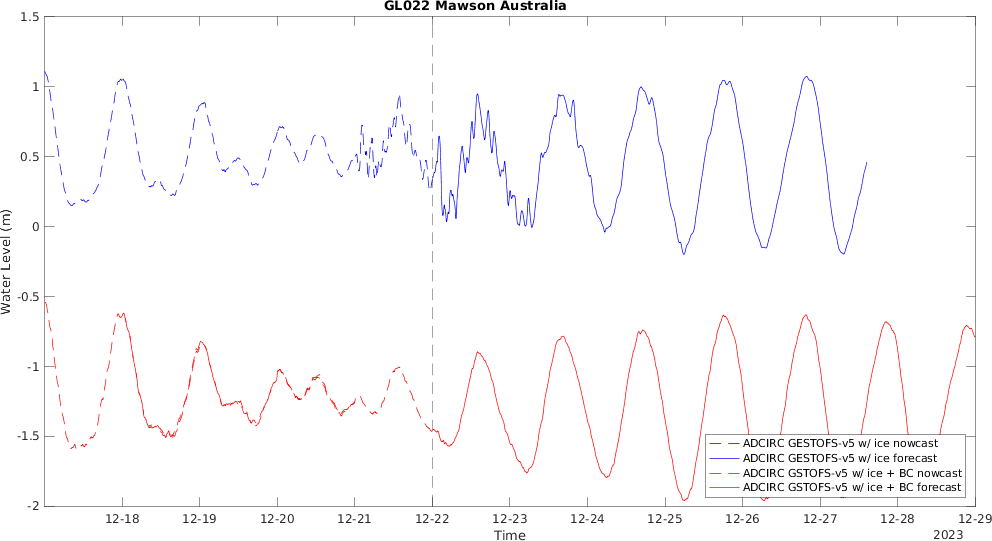 GL022 Mawson Australia
1.5
1
0.5
0
-0.5
-1
-1.5
-2
Water Level (m)
ADCIRC GESTOFS-v5 w/ ice nowcast
ADCIRC GESTOFS-v5 w/ ice forecast
ADCIRC GSTOFS-v5 w/ ice + BC nowcast
ADCIRC GSTOFS-v5 w/ ice + BC forecast
12-18 12-19 12-20 12-21 12-22 12-23 12-24 12-25 12-26 12-27 12-28 12-29
Time
2023